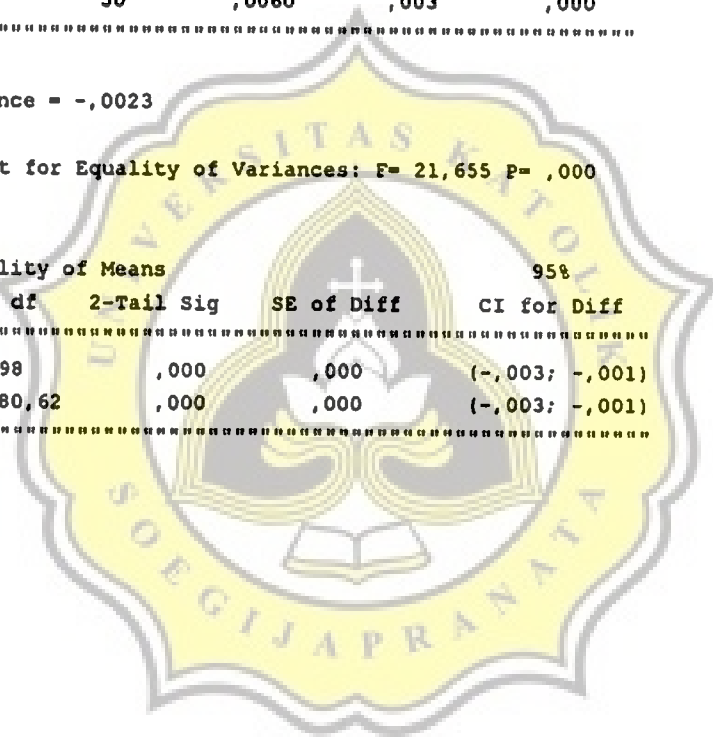 50 ,0060 ,003 ,000
nce = -,0023
t for Equality of Variances: F= 21,655 P= ,000
lity of Means 95%
df 2-Tail Sig SE of Diff CI for Diff
98 ,000 ,000 (-,003; -,001)
80,62 ,000 ,000 (-,003; -,001)
UNIVERSITAS KATOLIK
SOEGIJAPRANATA